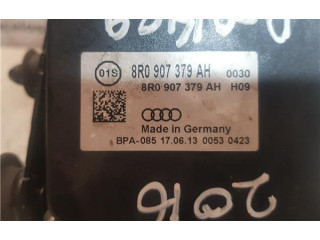 01S 8R0 907 379 AH 0030
8R0 907 379 AH H09
Made in Germany
BPA-085 17.06.13 0053 0423
2016